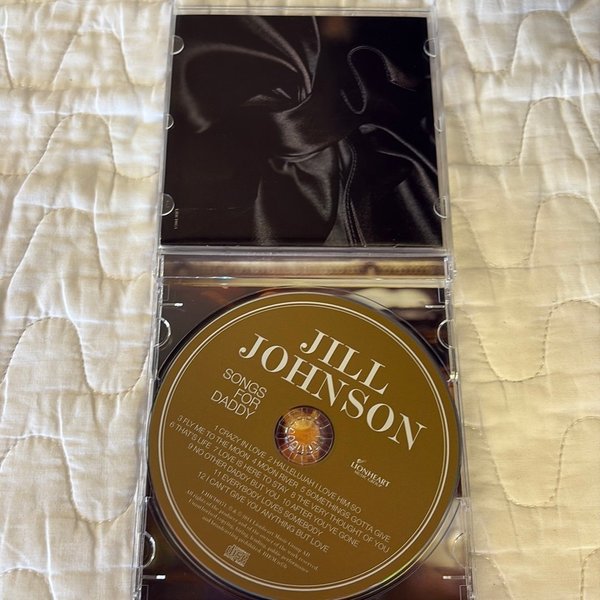 JILL
JOHNSON
SONGS
FOR
DADDY
LIONHEART
MUSIC GROUP
1 CRAZY IN LOVE 2 HALLELUJAH I LOVE HIM SO
3 FLY ME TO THE MOON 4 MOON RIVER 5 SOMETHINGS GOTTA GIVE
6 THAT'S LIFE 7 LOVE IS HERE TO STAY 8 THE VERY THOUGHT OF YOU
9 NO OTHER DADDY BUT YOU 10 AFTER YOU'VE GONE
11 EVERYBODY LOVES SOMEBODY
12 I CAN'T GIVE YOU ANYTHING BUT LOVE